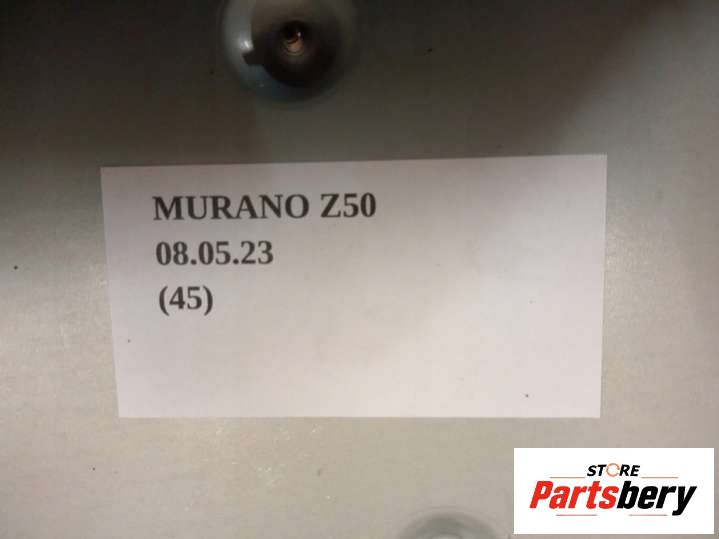 MURANO Z50
08.05.23
(45)
STORE
Partsbery